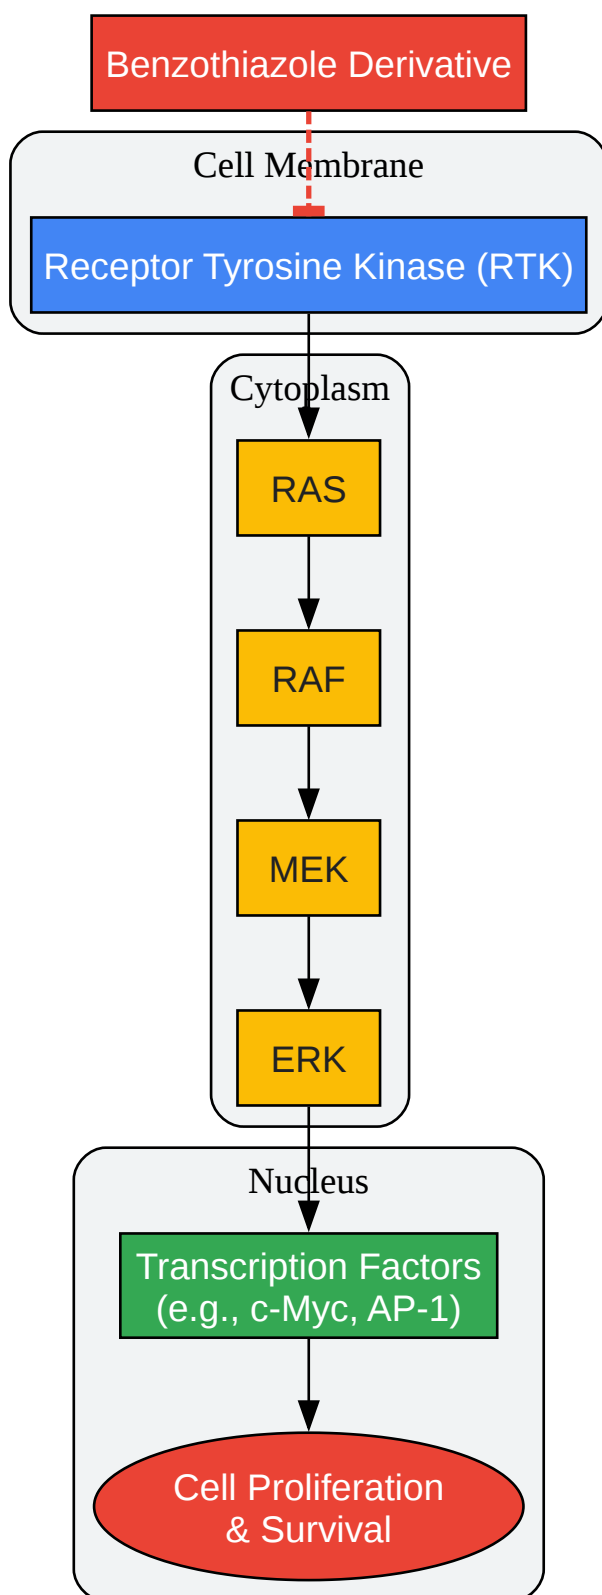 Benzothiazole Derivative
Cell Membrane
Receptor Tyrosine Kinase (RTK)
Cytoplasm
RAS
RAF
MEK
ERK
Nucleus
Transcription Factors
(e.g., c-Myc, AP-1)
Cell Proliferation
& Survival